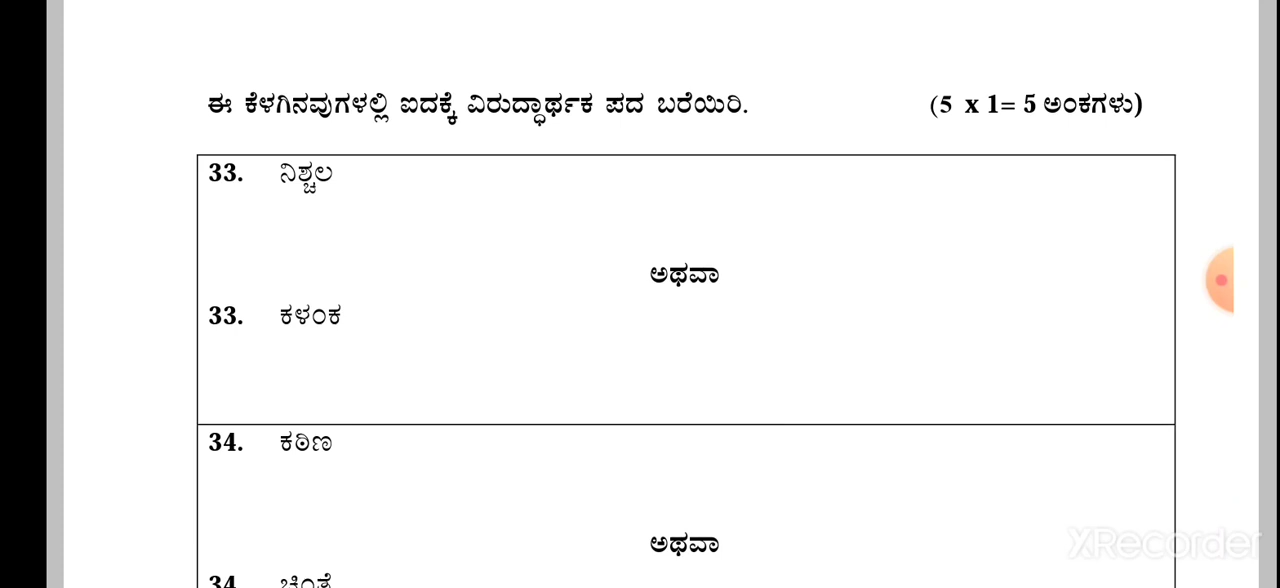 ಈ ಕೆಳಗಿನವುಗಳಲ್ಲಿ ಐದಕ್ಕೆ ವಿರುದ್ಧಾರ್ಥಕ ಪದ ಬರೆಯಿರಿ. (5 x 1= 5 ಅಂಕಗಳು)
33. ನಿಶ್ಚಲ
ಅಥವಾ
33. ಕಳಂಕ
34. ಕಠಿಣ
ಅಥವಾ
34 ಚಿಂತೆ
XRecorder